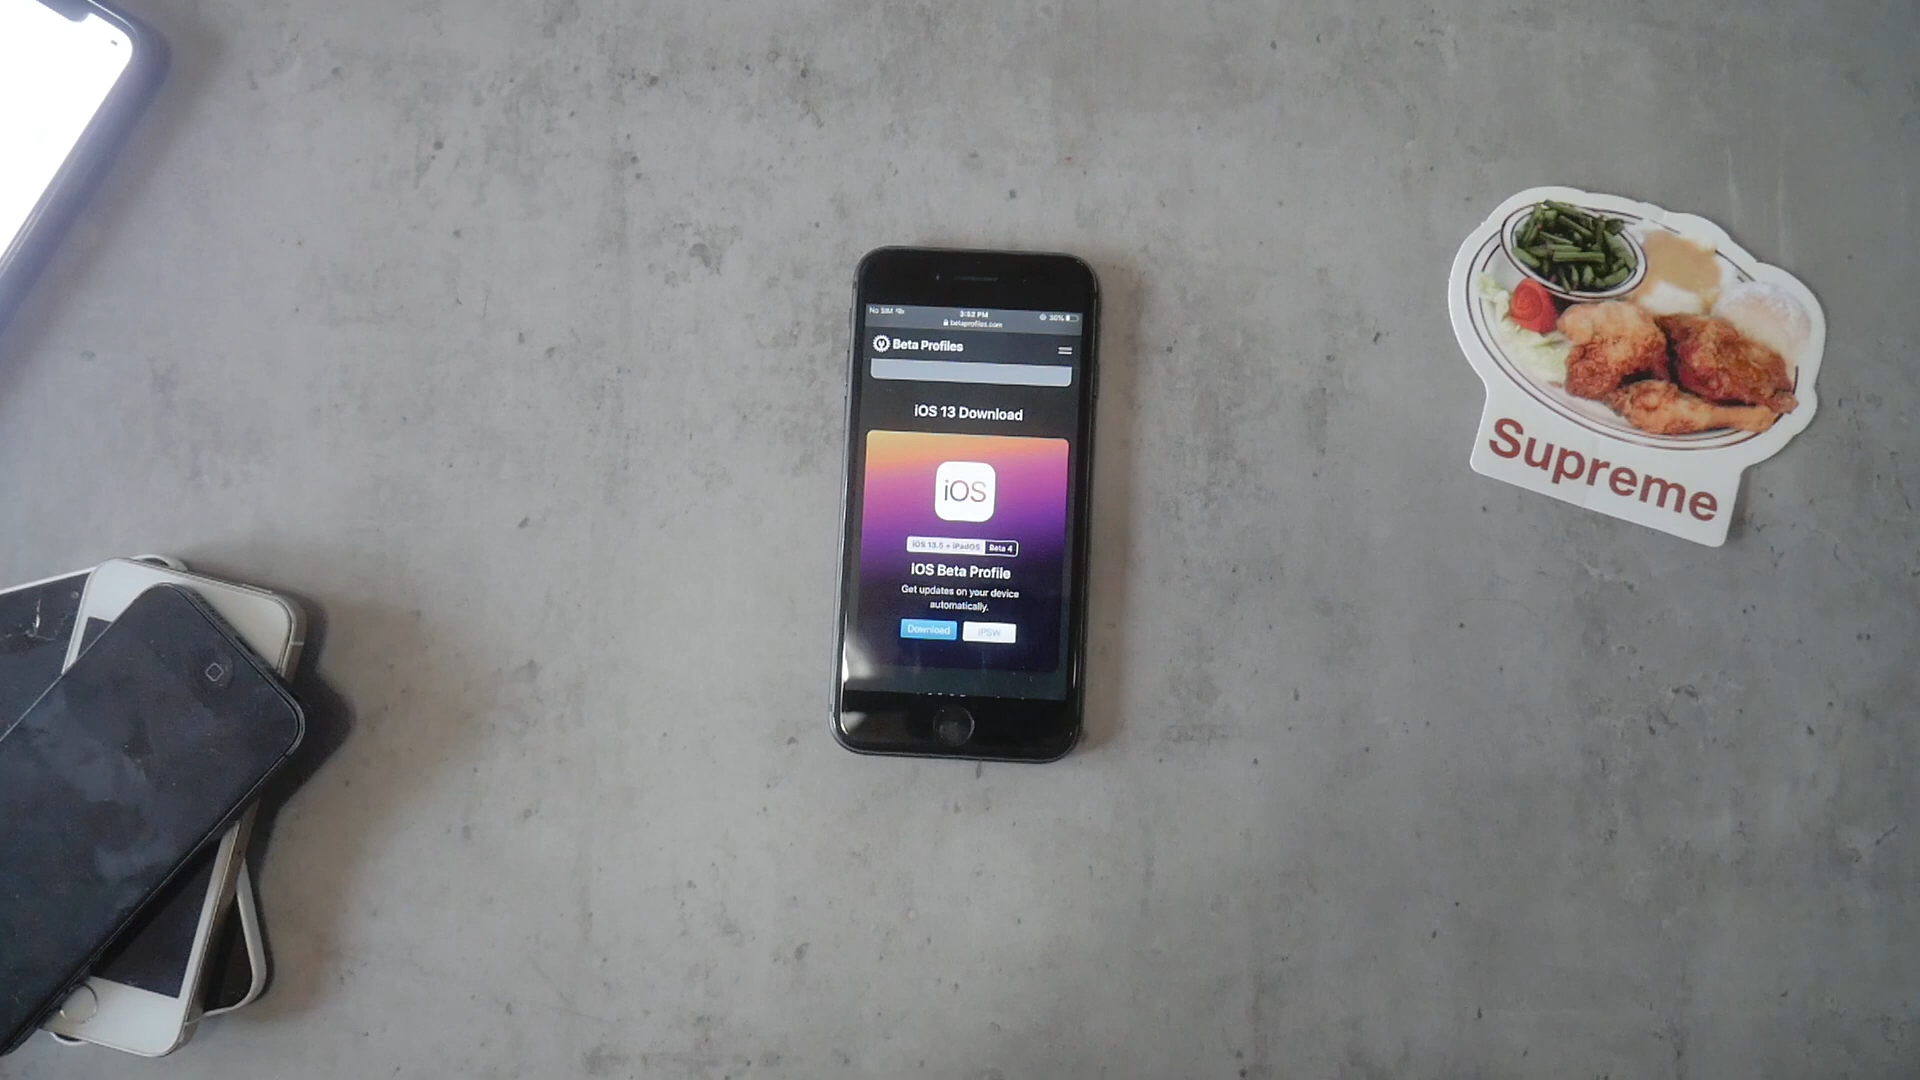 No SIM
3:52 PM
36%
betaprofiles.com
Beta Profiles
iOS 13 Download
iOS
iOS 13.5 + iPadOS
Beta 4
iOS Beta Profile
Get updates on your device
automatically.
Download
IPSW
Supreme